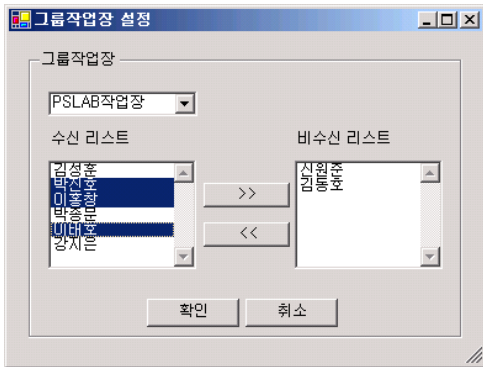 그룹작업장 설정
그룹작업장
PSLAB작업장
수신 리스트
비수신 리스트
김성훈
박진호
이홍창
박종문
이태호
강지은
>>
<<
신원준
김동호
확인
취소